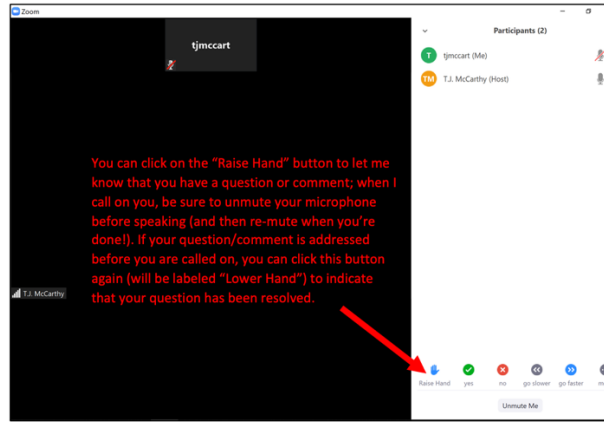 Zoom
tjmccart
You can click on the “Raise Hand” button to let me
know that you have a question or comment; when I
call on you, be sure to unmute your microphone
before speaking (and then re-mute when you’re
done!). If your question/comment is addressed
before you are called on, you can click this button
again (will be labeled “Lower Hand”) to indicate
that your question has been resolved.
T.J. McCarthy
Participants (2)
T tjmccart (Me)
TM T.J. McCarthy (Host)
Raise Hand yes no go slower go faster
Unmute Me